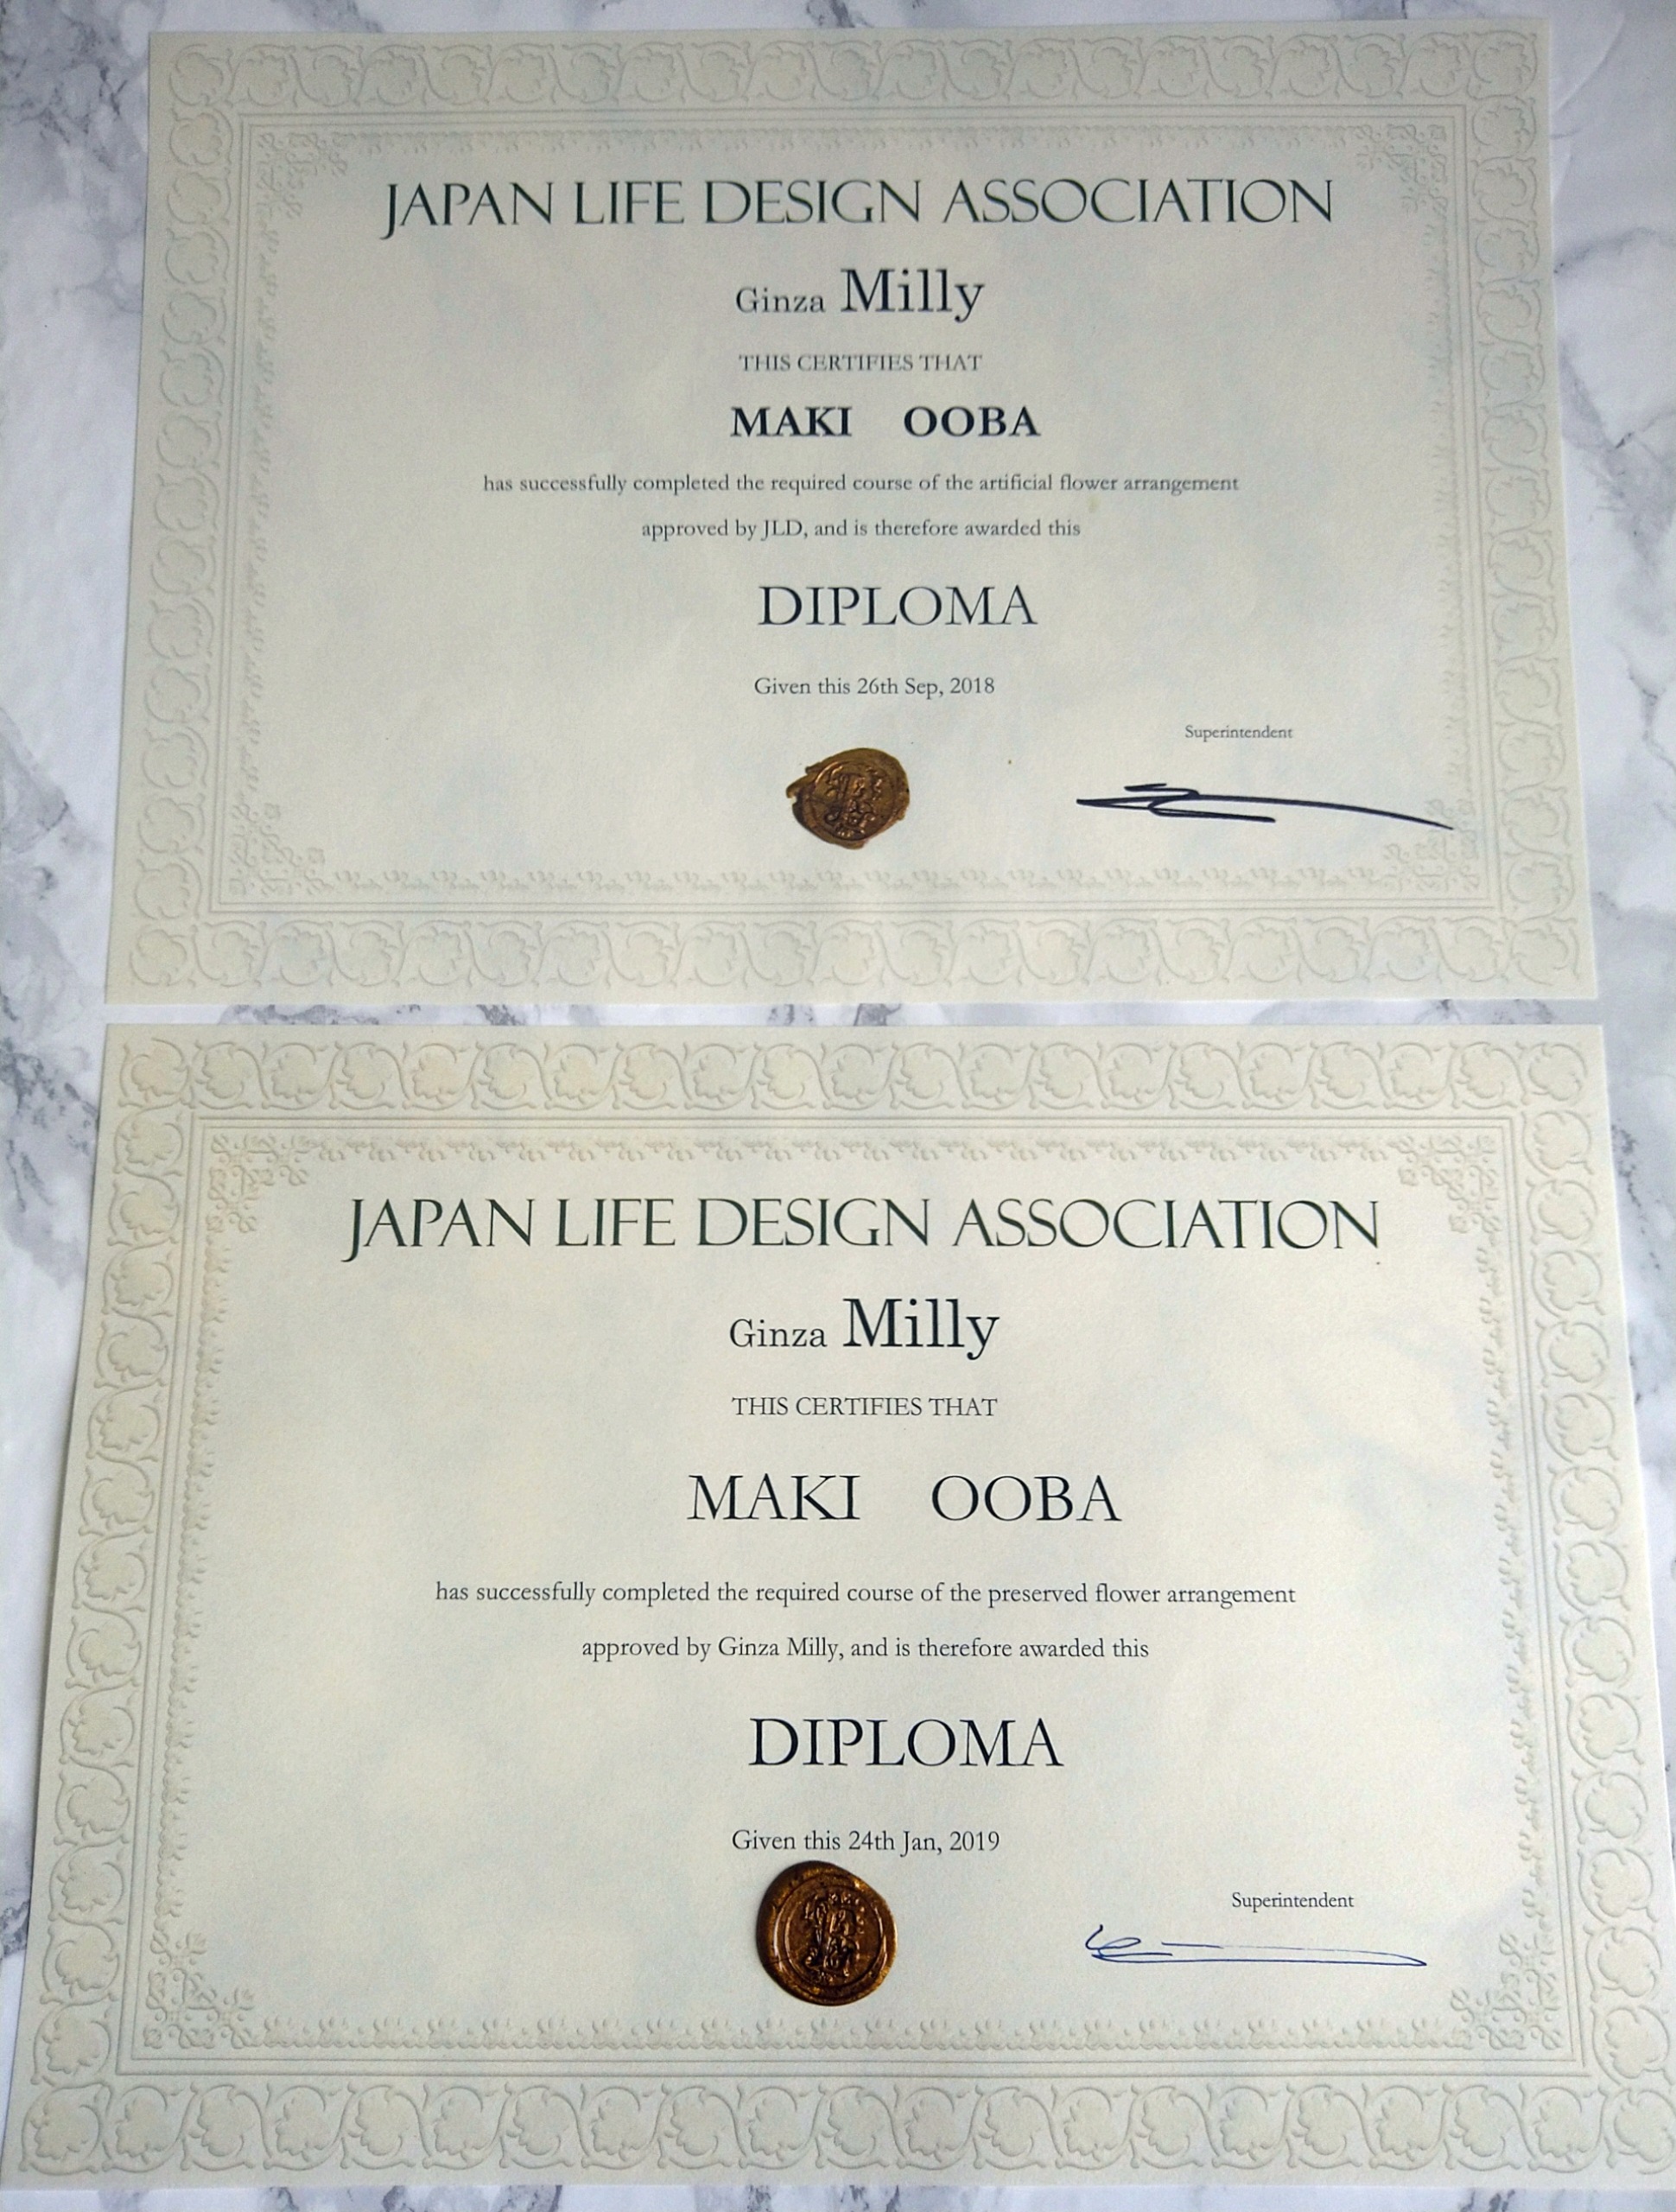 JAPAN LIFE DESIGN ASSOCIATION
Ginza Milly
THIS CERTIFIES THAT
MAKI OOBA
has successfully completed the required course of the artificial flower arrangement
approved by JLD, and is therefore awarded this
DIPLOMA
Given this 26th Sep, 2018
Superintendent
JAPAN LIFE DESIGN ASSOCIATION
Ginza Milly
THIS CERTIFIES THAT
MAKI OOBA
has successfully completed the required course of the preserved flower arrangement
approved by Ginza Milly, and is therefore awarded this
DIPLOMA
Given this 24th Jan, 2019
Superintendent